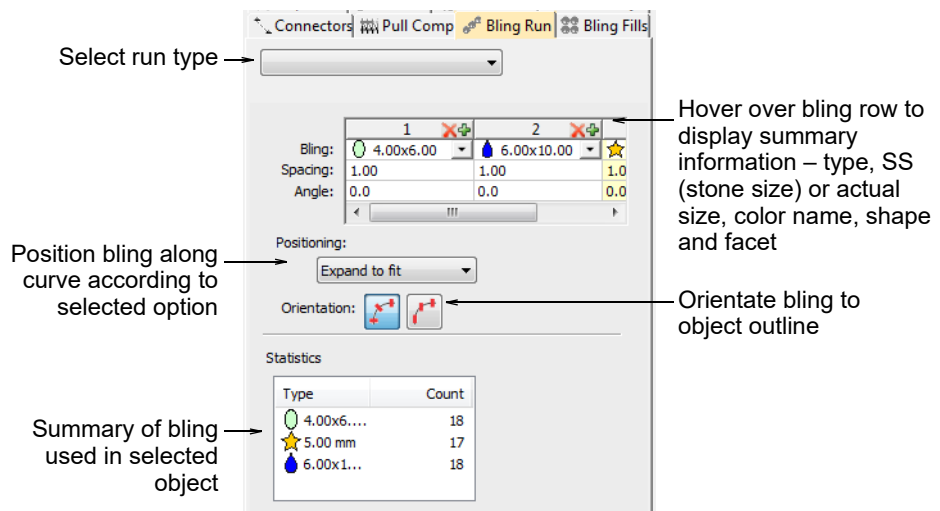 Connectors Pull Comp Bling Run Bling Fills
Select run type
Hover over bling row to
display summary
information – type, SS
(stone size) or actual
size, color name, shape
and facet
1 2
Bling: 4.00x6.00 6.00x10.00
Spacing: 1.00 1.00 1.0
Angle: 0.0 0.0 0.0
Position bling along
curve according to
selected option
Positioning:
Expand to fit
Orientation:
Orientate bling to
object outline
Statistics
Type Count
4.00x6.... 18
5.00 mm 17
6.00x1... 18
Summary of bling
used in selected
object